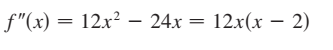 f″(x) = 12x² − 24x = 12x(x − 2)